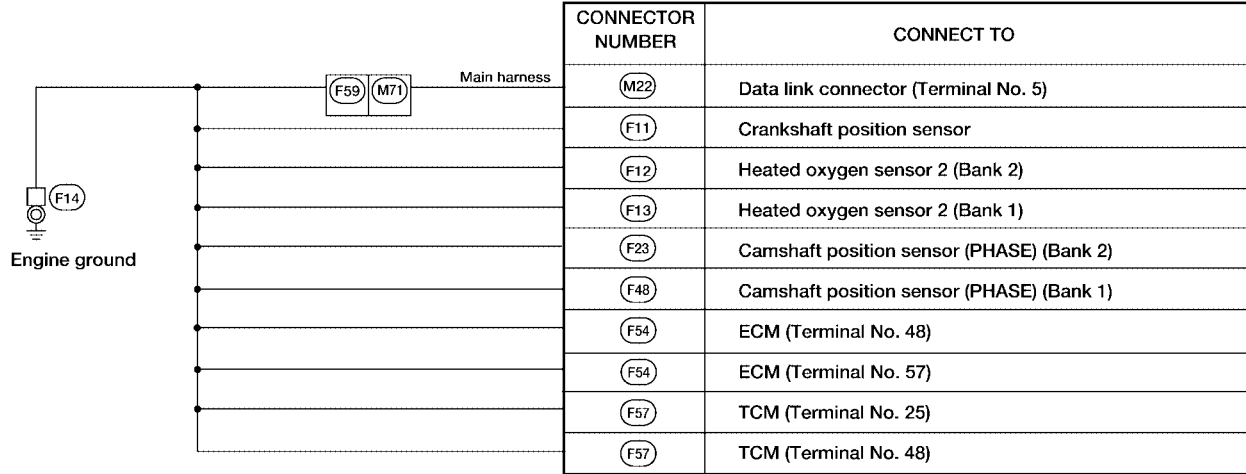 CONNECTOR NUMBER
CONNECT TO
Main harness
F59
M71
M22
Data link connector (Terminal No. 5)
F11
Crankshaft position sensor
F12
Heated oxygen sensor 2 (Bank 2)
F13
Heated oxygen sensor 2 (Bank 1)
F14
Engine ground
F23
Camshaft position sensor (PHASE) (Bank 2)
F48
Camshaft position sensor (PHASE) (Bank 1)
F54
ECM (Terminal No. 48)
F54
ECM (Terminal No. 57)
F57
TCM (Terminal No. 25)
F57
TCM (Terminal No. 48)